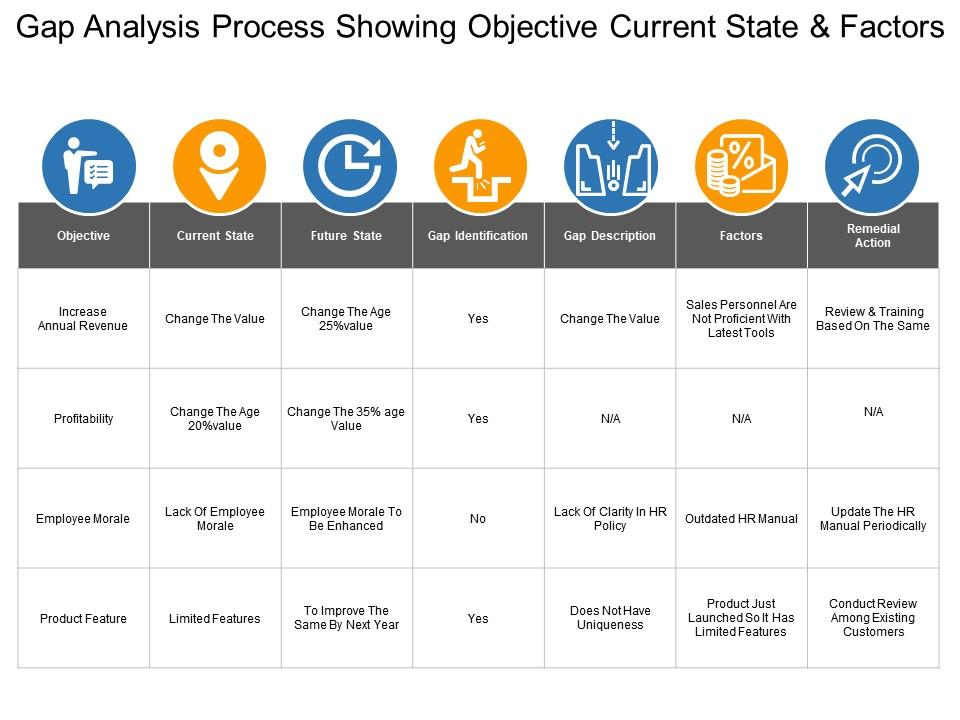 Gap Analysis Process Showing Objective Current State & Factors
%
Objective
Current State
Future State
Gap Identification
Gap Description
Factors
Remedial
Action
Increase
Annual Revenue
Change The Value
Change The Age
25%value
Yes
Change The Value
Sales Personnel Are
Not Proficient With
Latest Tools
Review & Training
Based On The Same
Profitability
Change The Age
20%value
Change The 35% age
Value
Yes
N/A
N/A
N/A
Employee Morale
Lack Of Employee
Morale
Employee Morale To
Be Enhanced
No
Lack Of Clarity In HR
Policy
Outdated HR Manual
Update The HR
Manual Periodically
Product Feature
Limited Features
To Improve The
Same By Next Year
Yes
Does Not Have
Uniqueness
Product Just
Launched So It Has
Limited Features
Conduct Review
Among Existing
Customers